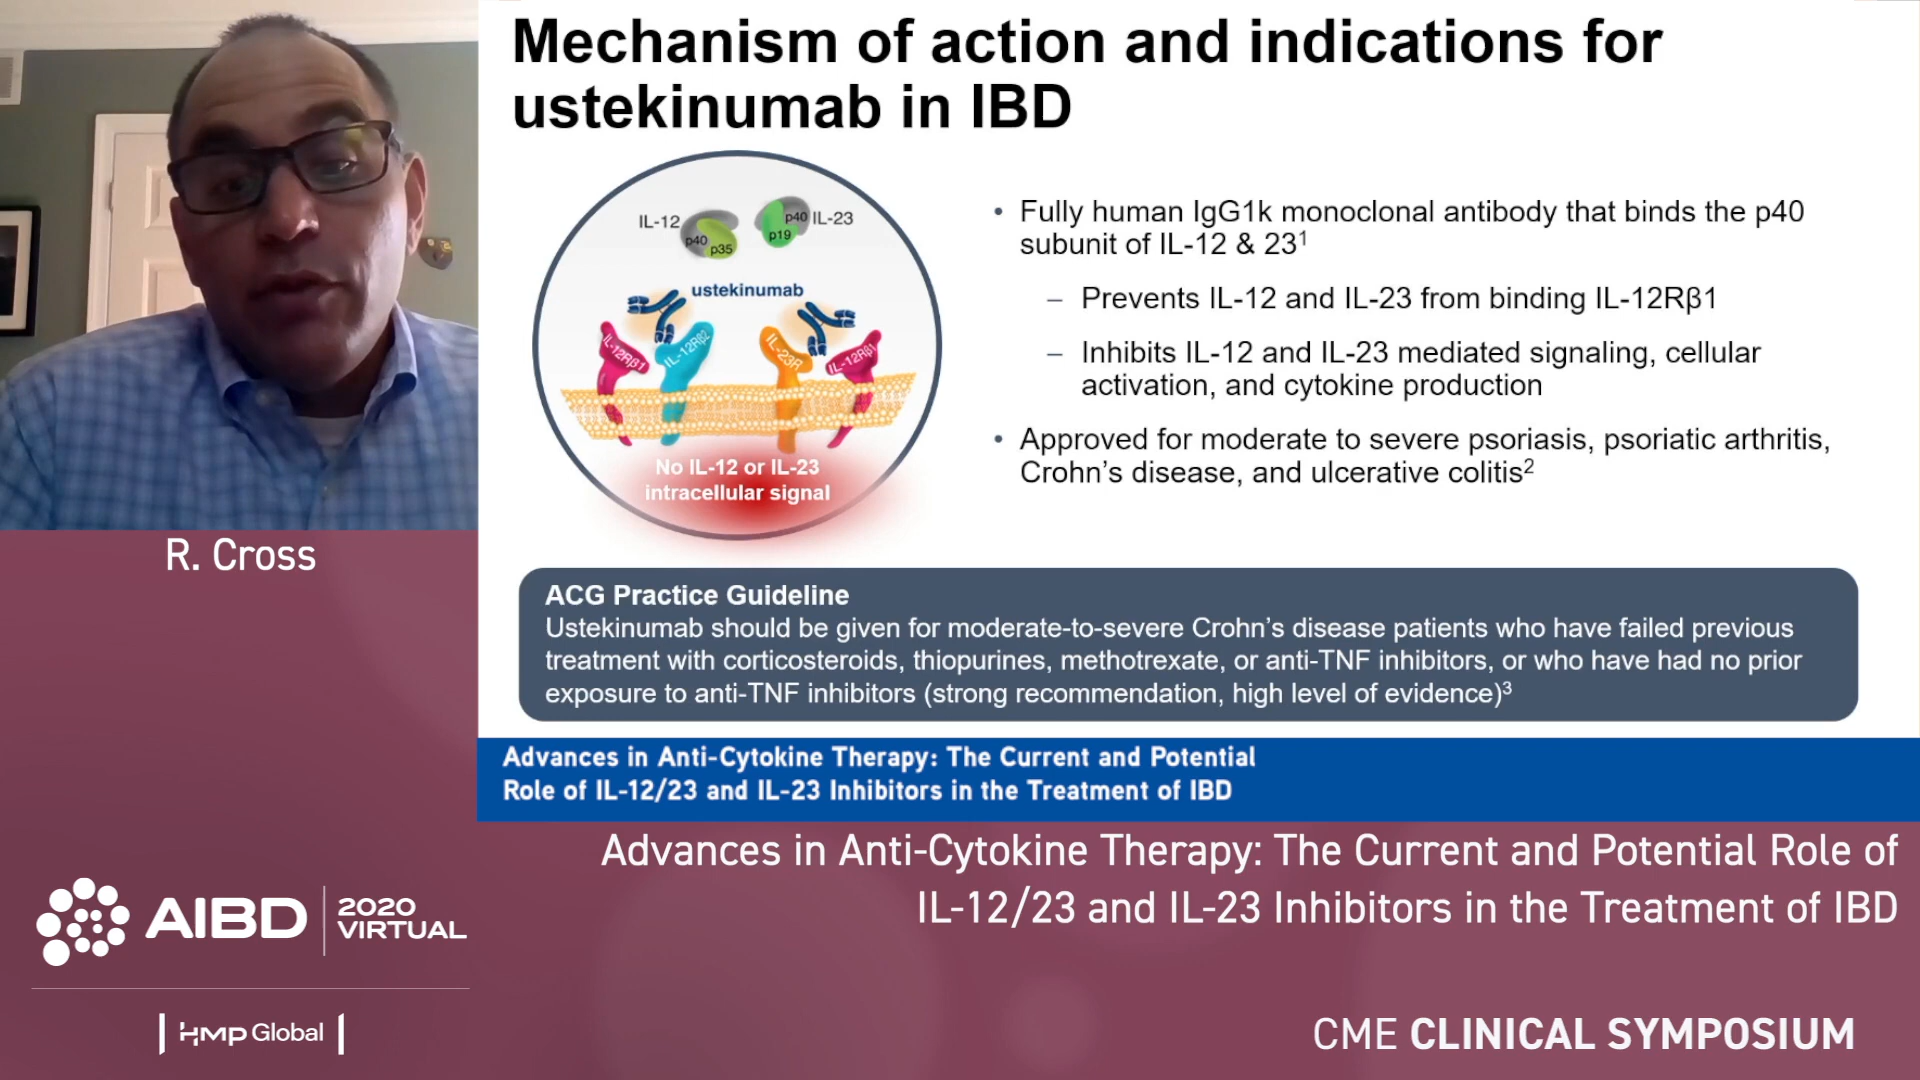 Mechanism of action and indications for
ustekinumab in IBD
IL-12
p40
p35
p40
p19
IL-23
ustekinumab
IL-12Rβ1
IL-12Rβ2
IL-23R
IL-12Rβ1
No IL-12 or IL-23
intracellular signal
• Fully human IgG1k monoclonal antibody that binds the p40
subunit of IL-12 & 23¹
– Prevents IL-12 and IL-23 from binding IL-12Rβ1
– Inhibits IL-12 and IL-23 mediated signaling, cellular
activation, and cytokine production
• Approved for moderate to severe psoriasis, psoriatic arthritis,
Crohn's disease, and ulcerative colitis²
ACG Practice Guideline
Ustekinumab should be given for moderate-to-severe Crohn's disease patients who have failed previous
treatment with corticosteroids, thiopurines, methotrexate, or anti-TNF inhibitors, or who have had no prior
exposure to anti-TNF inhibitors (strong recommendation, high level of evidence)³
R. Cross
Advances in Anti-Cytokine Therapy: The Current and Potential
Role of IL-12/23 and IL-23 Inhibitors in the Treatment of IBD
Advances in Anti-Cytokine Therapy: The Current and Potential Role of
IL-12/23 and IL-23 Inhibitors in the Treatment of IBD
AIBD
2020
VIRTUAL
HMP Global
CME CLINICAL SYMPOSIUM